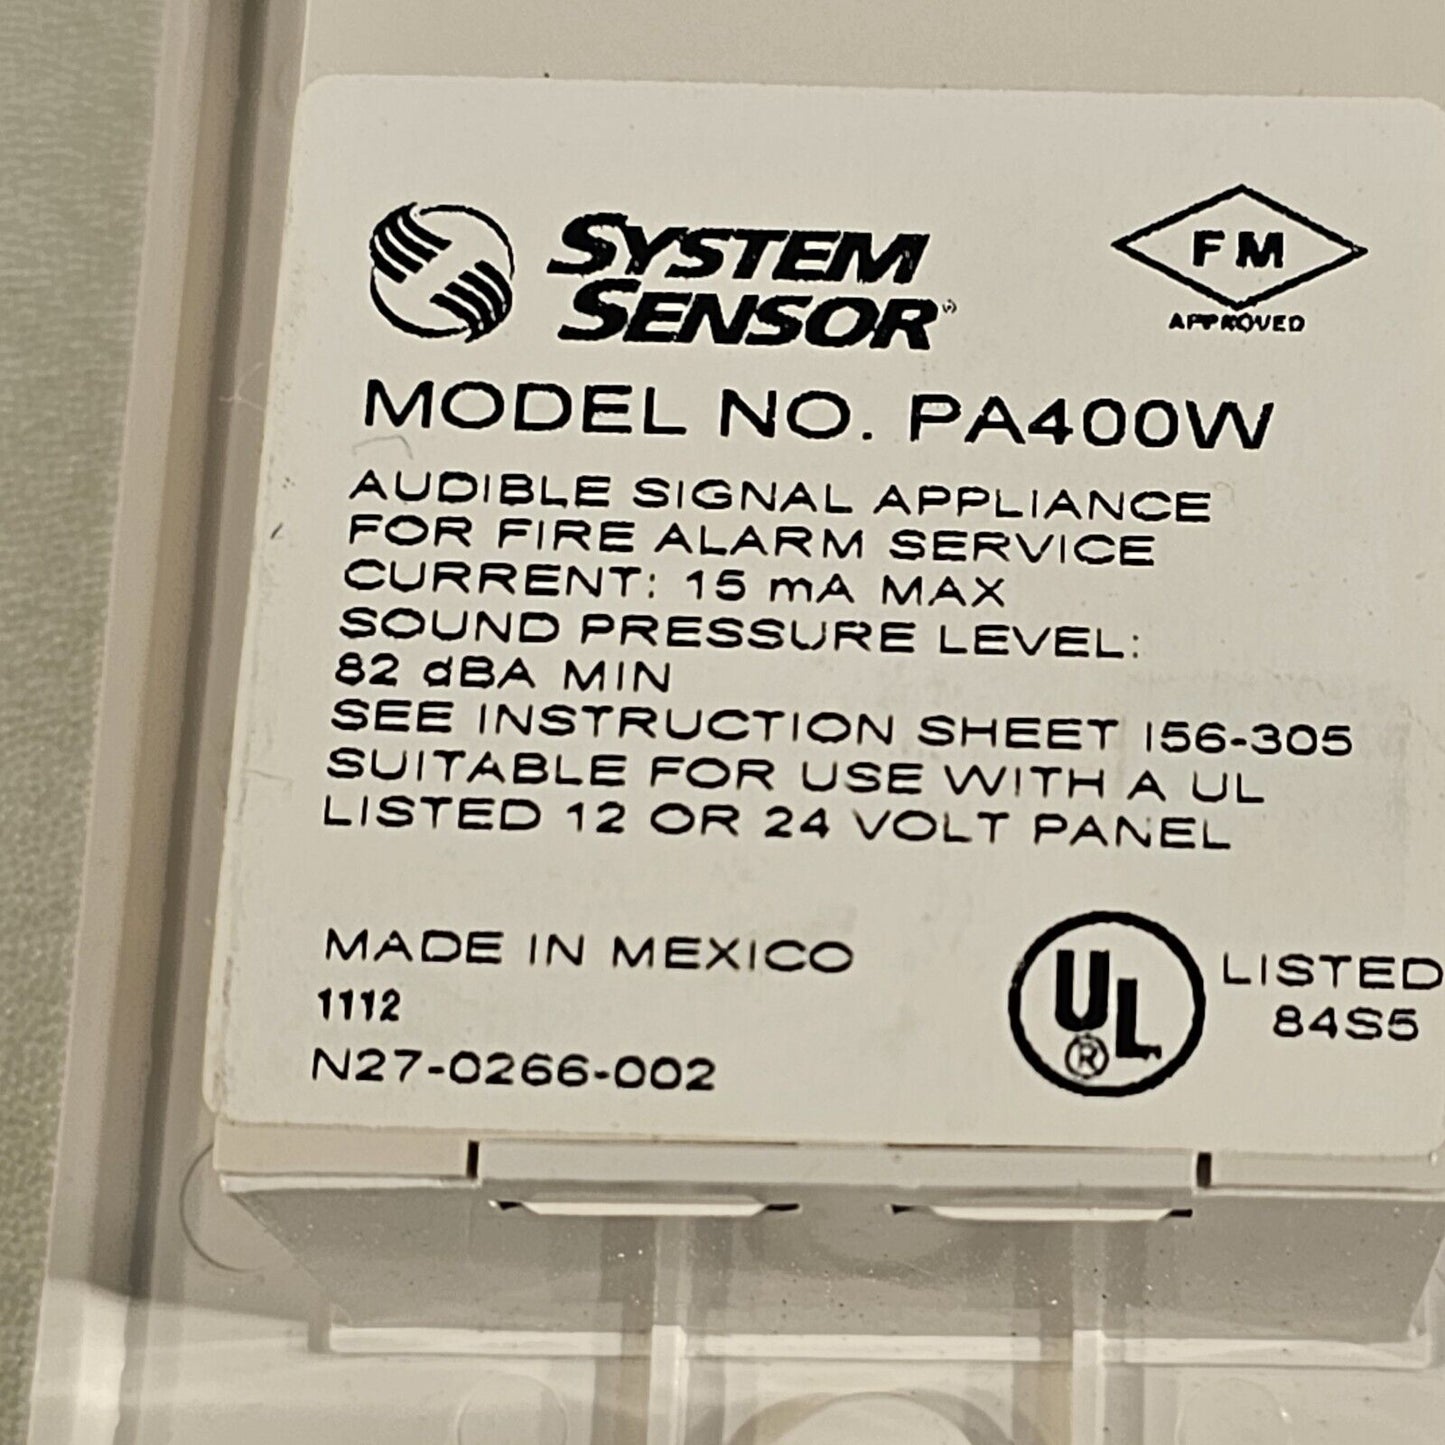 SYSTEM
SENSOR®
FM
APPROVED
MODEL NO. PA400W
AUDIBLE SIGNAL APPLIANCE
FOR FIRE ALARM SERVICE
CURRENT: 15 mA MAX
SOUND PRESSURE LEVEL:
82 dBA MIN
SEE INSTRUCTION SHEET I56-305
SUITABLE FOR USE WITH A UL
LISTED 12 OR 24 VOLT PANEL
MADE IN MEXICO
1112
N27-0266-002
UL ®
LISTED
84S5